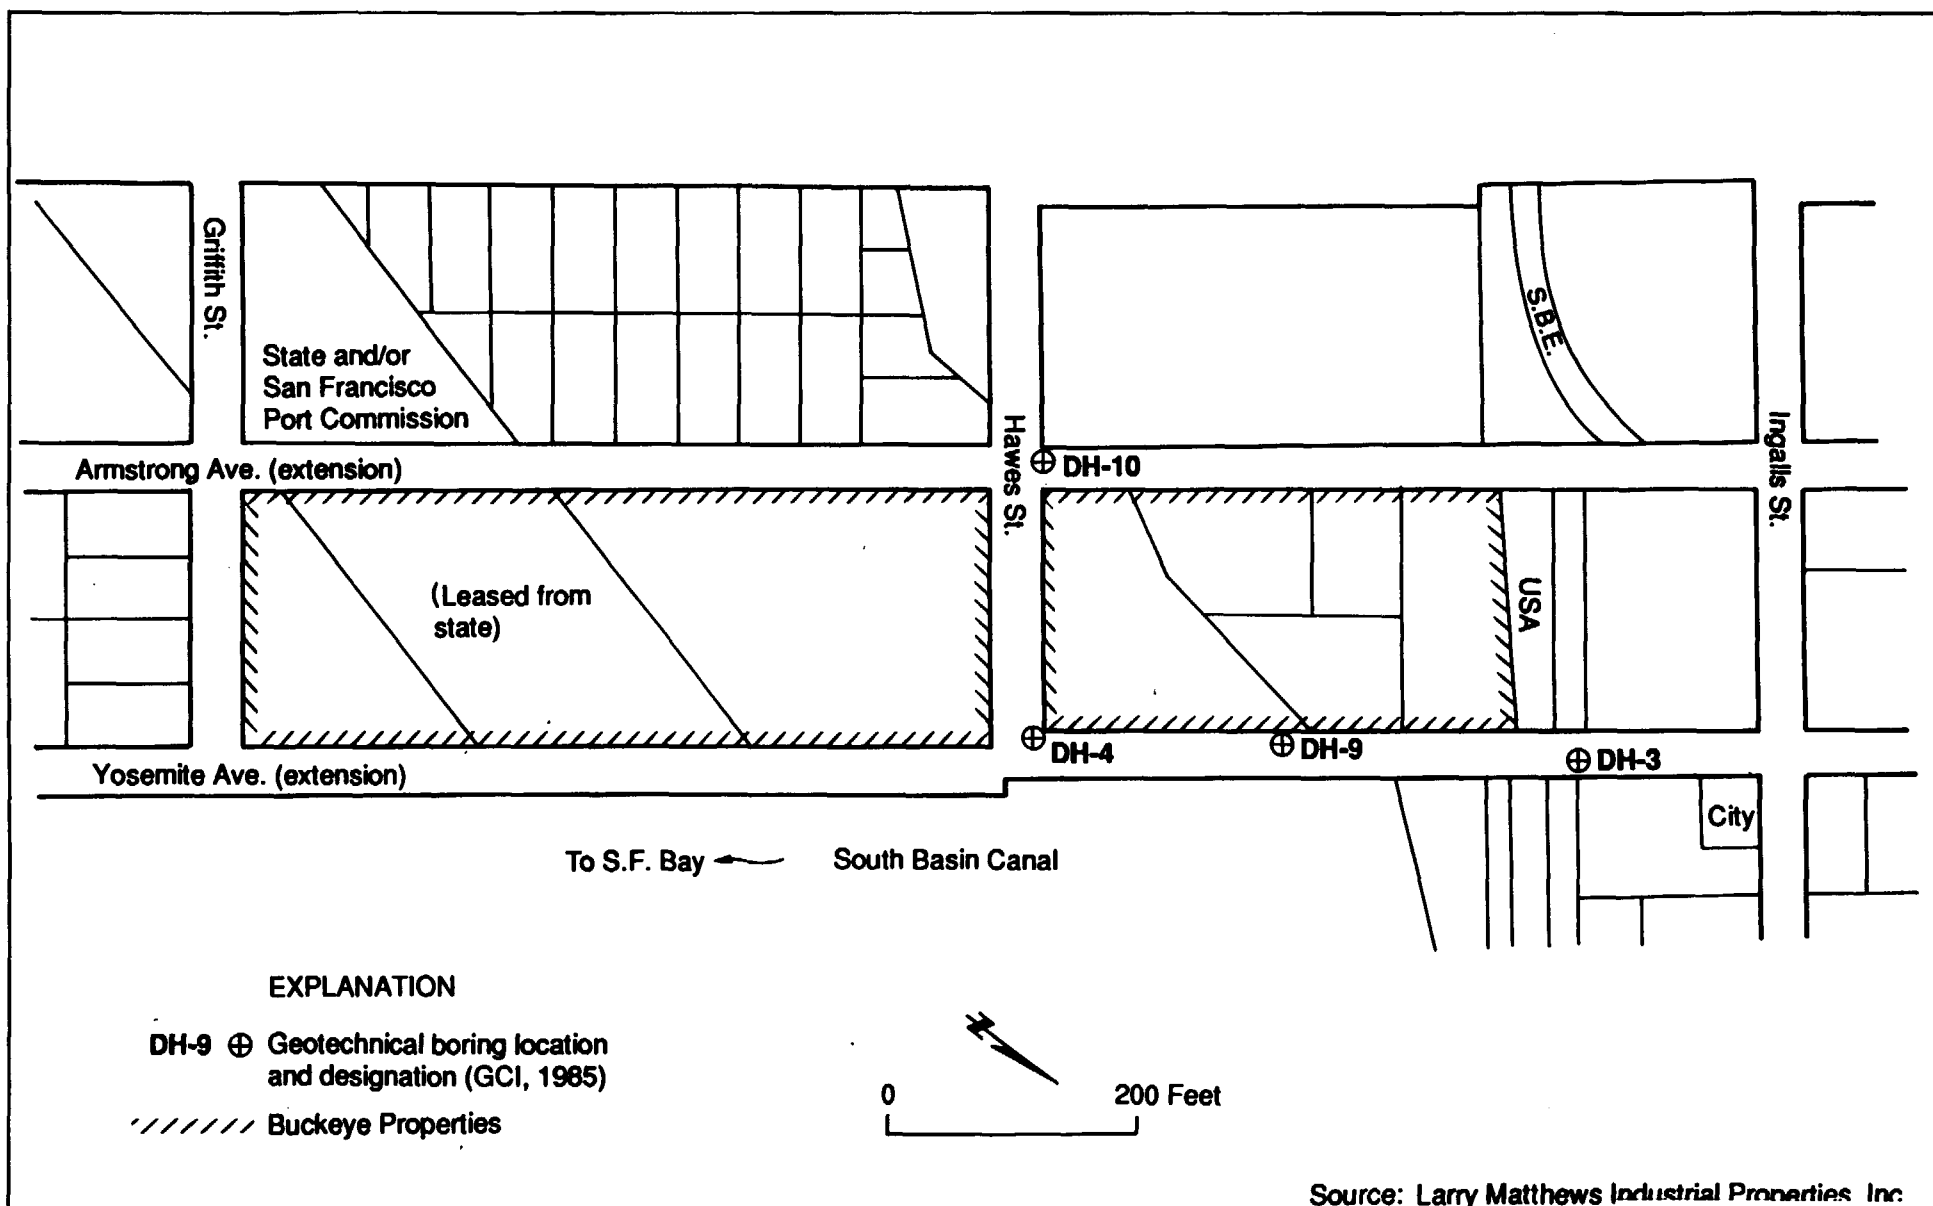 Griffith St.
S.B.E.
State and/or
San Francisco
Port Commission
Hawes St.
Ingalls St.
Armstrong Ave. (extension)
DH-10
(Leased from
state)
USA
DH-4
DH-9
DH-3
Yosemite Ave. (extension)
City
To S.F. Bay
South Basin Canal
EXPLANATION
DH-9
Geotechnical boring location
and designation (GCI, 1985)
Buckeye Properties
N
0
200 Feet
Source: Larry Matthews Industrial Properties, Inc.